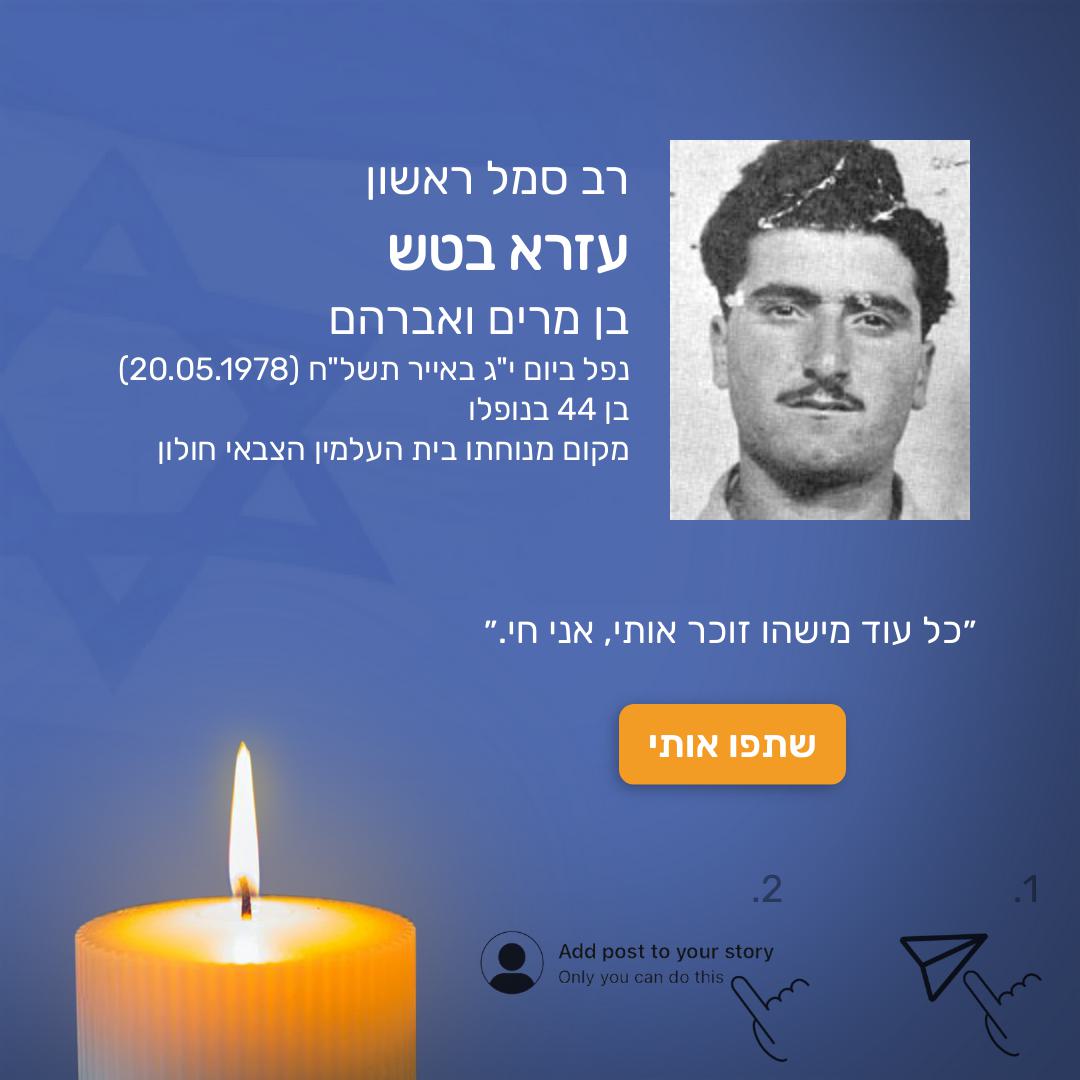 רב סמל ראשון
עזרא בטש
בן מרים ואברהם
נפל ביום י"ג באייר תשל"ח (20.05.1978)
בן 44 בנופלו
מקום מנוחתו בית העלמין הצבאי חולון
״כל עוד מישהו זוכר אותי, אני חי.״
שתפו אותי
1.
2.
Add post to your story
Only you can do this